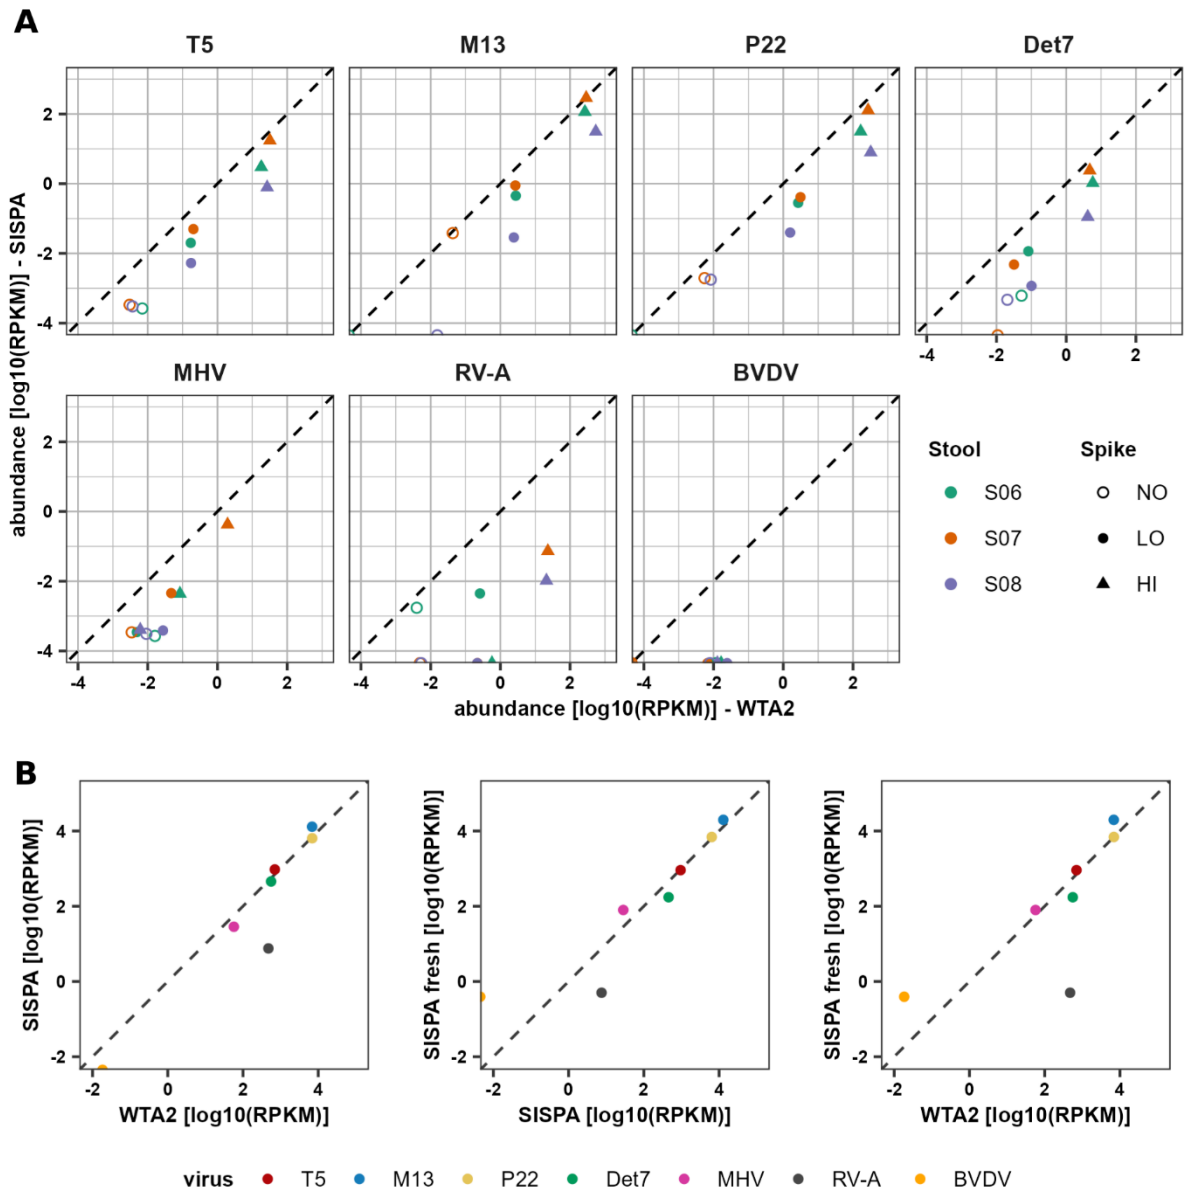 A
T5 M13 P22 Det7
2
0
-2
-4
-4 -2 0 2
MHV RV-A BVDV
2
0
-2
-4
-4 -2 0 2 -4 -2 0 2 -4 -2 0 2
abundance [log10(RPKM)] - SISPA
abundance [log10(RPKM)] - WTA2
Stool Spike
S06 NO
S07 LO
S08 HI
B
SISPA [log10(RPKM)]
4
2
0
-2
-2 0 2 4
WTA2 [log10(RPKM)]
SISPA fresh [log10(RPKM)]
4
2
0
-2
-2 0 2 4
SISPA [log10(RPKM)]
SISPA fresh [log10(RPKM)]
4
2
0
-2
-2 0 2 4
WTA2 [log10(RPKM)]
virus T5 M13 P22 Det7 MHV RV-A BVDV